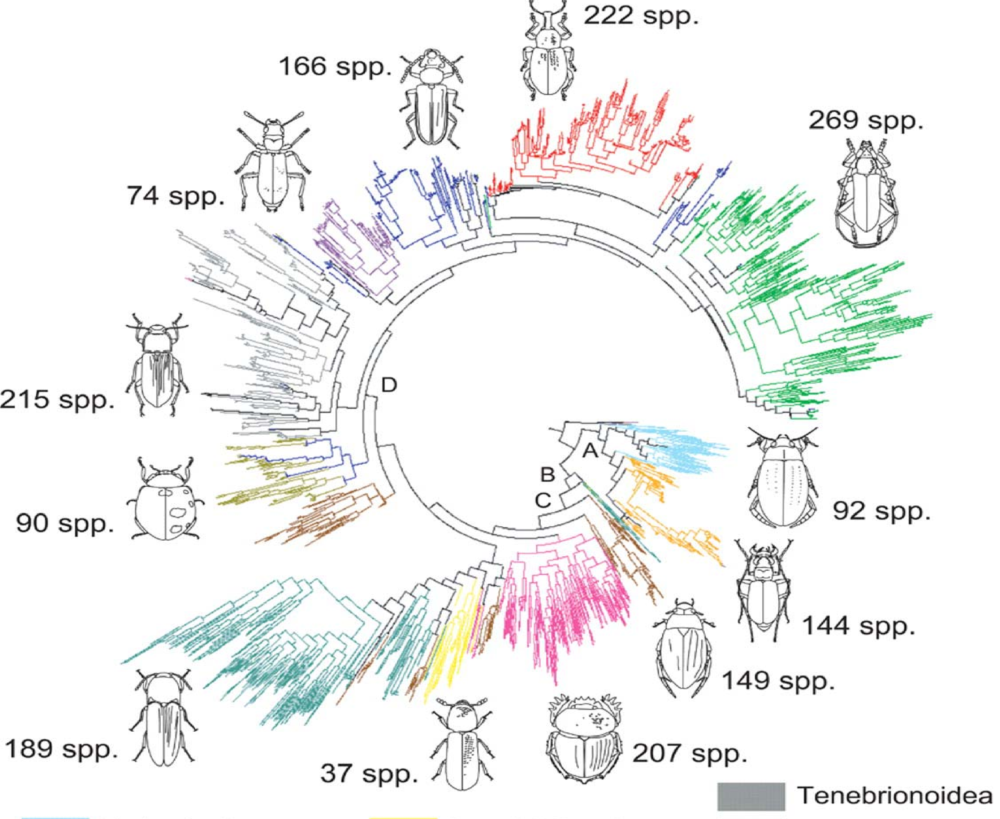 222 spp.
166 spp.
269 spp.
74 spp.
D
215 spp.
A
B
C
92 spp.
90 spp.
144 spp.
149 spp.
189 spp.
207 spp.
37 spp.
Tenebrionoidea